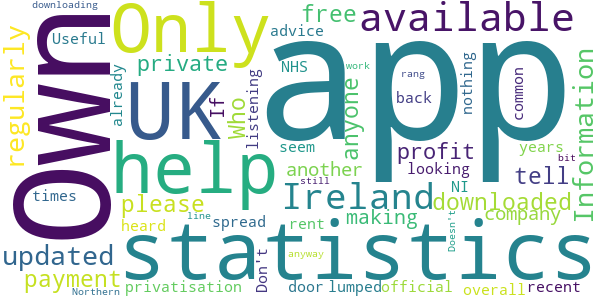 downloading
Own
Only
app
available
free
Useful
advice
regularly
private
already
NHS
UK
If
Who
listening
seem
anyone
work
rang
back
nothing
common
Information
help
another
profit
looking
years
bit
tell
times
please
Ireland
NI
downloaded
still
heard
spread
making
company
line
rent
Doesn't
updated
statistics
payment
Don't
anyway
Northern
privatisation
door
lumped
official
overall
recent